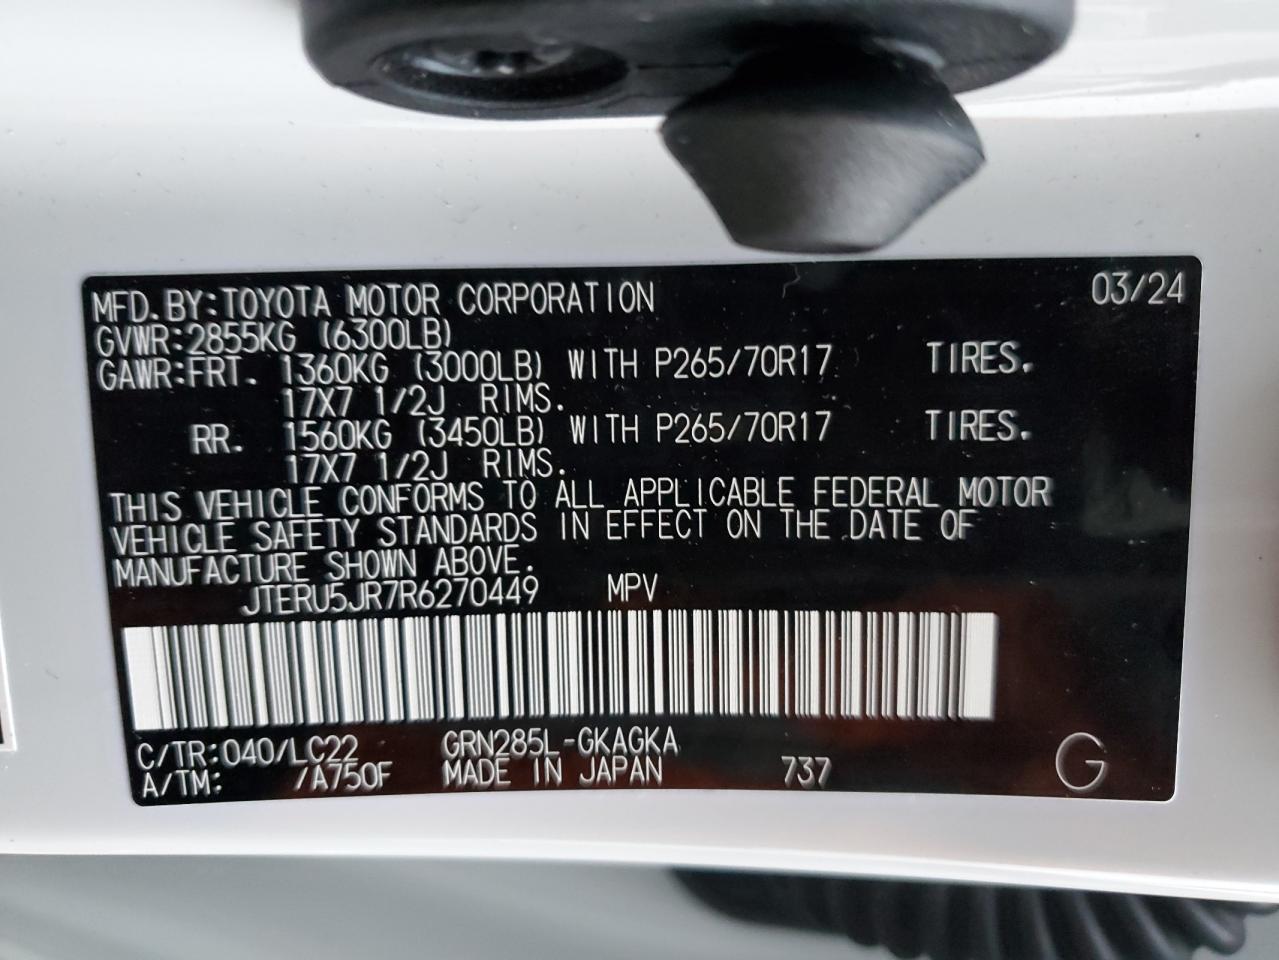 MFD.BY:TOYOTA MOTOR CORPORATION 03/24
GVWR:2855KG (6300LB)
GAWR:FRT. 1360KG (3000LB) WITH P265/70R17 TIRES.
17X7 1/2J RIMS.
RR. 1560KG (3450LB) WITH P265/70R17 TIRES.
17X7 1/2J RIMS.
THIS VEHICLE CONFORMS TO ALL APPLICABLE FEDERAL MOTOR
VEHICLE SAFETY STANDARDS IN EFFECT ON THE DATE OF
MANUFACTURE SHOWN ABOVE.
JTERU5JR7R6270449 MPV
C/TR:040/LC22 GRN285L-GKAGKA
A/TM: /A750F MADE IN JAPAN 737 G